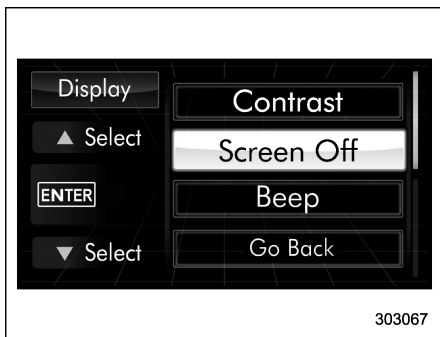 Display
▲ Select
ENTER
▼ Select
Contrast
Screen Off
Beep
Go Back
303067